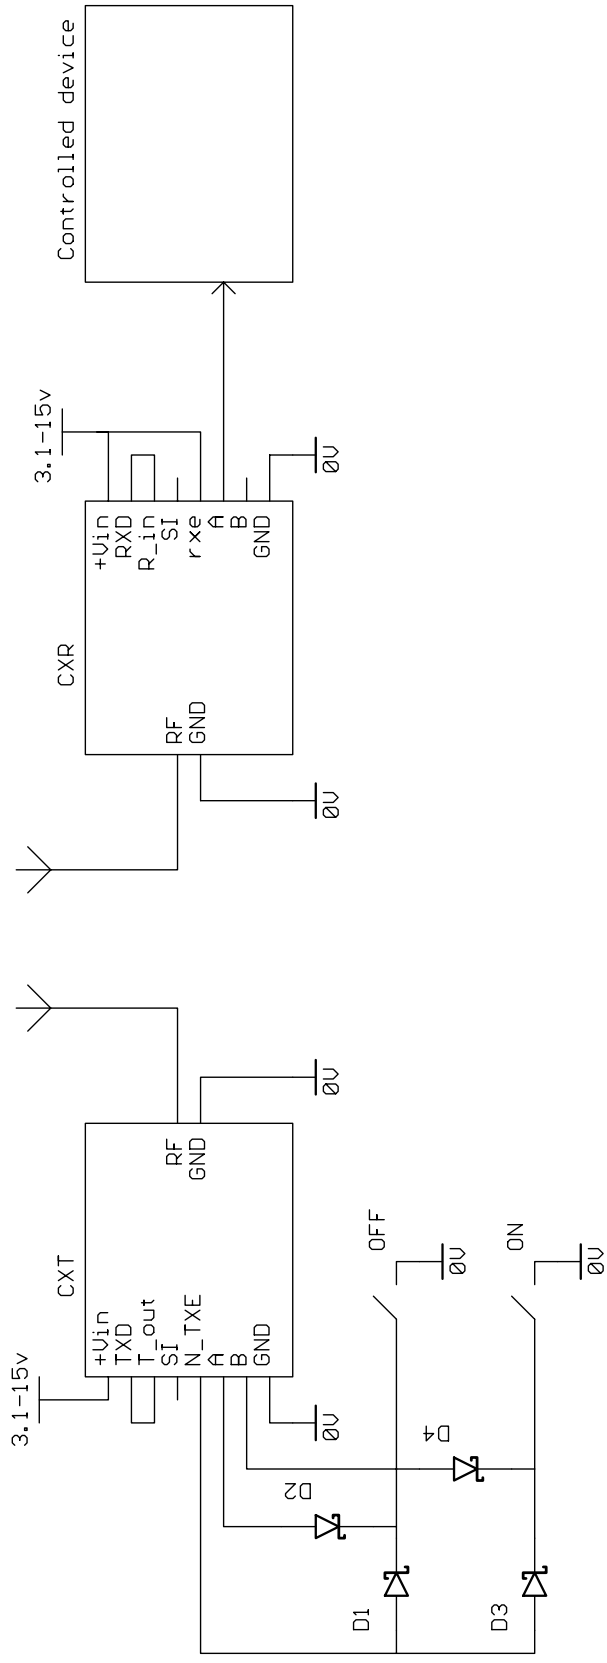 Controlled device
3.1-15v
+Vin
RXD
R_in
SI
rxe
A
B
GND
0V
CXR
RF
GND
0V
RF
GND
0V
CXT
+Vin
TXD
T_out
SI
N_TXE
A
B
GND
3.1-15v
0V
OFF
0V
ON
0V
D4
D2
D1
D3